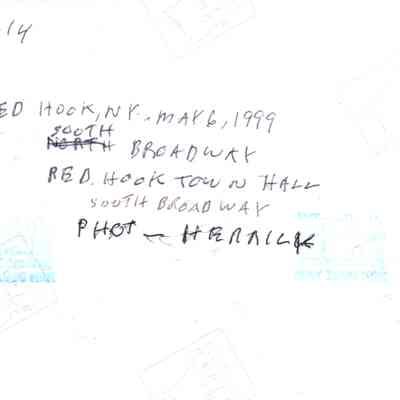 14
ED HOOK, NY. MAY 6, 1999
SOUTH
NORTH BROADWAY
RED HOOK TOWN HALL
SOUTH BROADWAY
PHOT — HERRICK